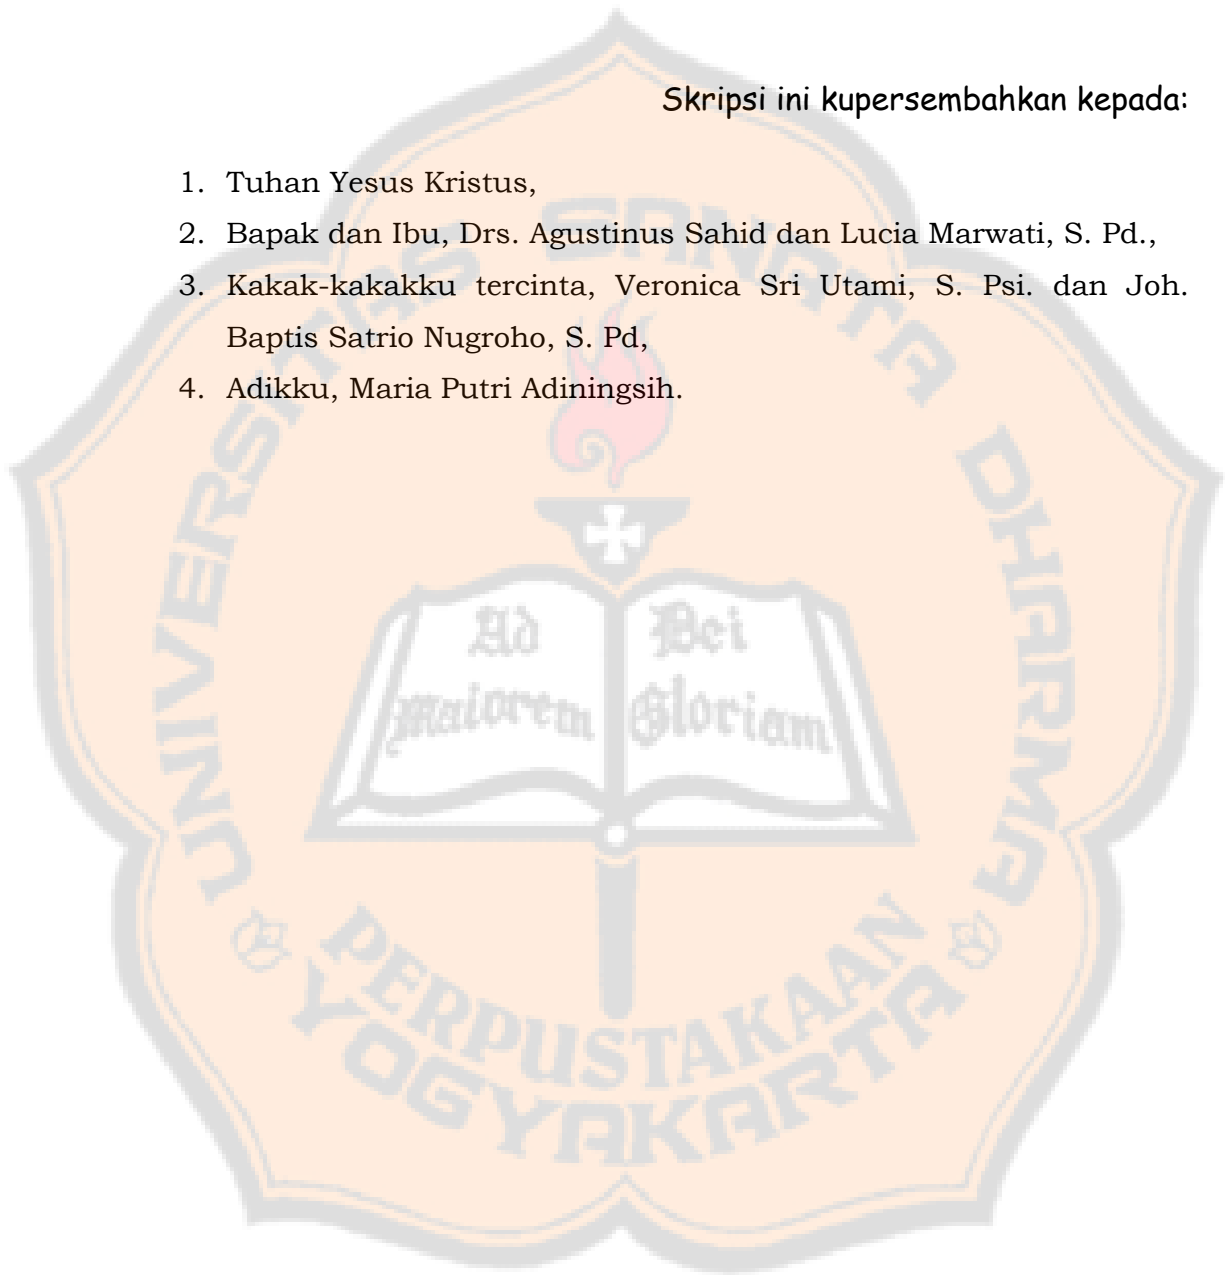 Skripsi ini kupersembahkan kepada:
1. Tuhan Yesus Kristus,
2. Bapak dan Ibu, Drs. Agustinus Sahid dan Lucia Marwati, S. Pd.,
3. Kakak-kakakku tercinta, Veronica Sri Utami, S. Psi. dan Joh.
Baptis Satrio Nugroho, S. Pd,
4. Adikku, Maria Putri Adiningsih.
UNIVERSITAS SANATA DHARMA
Ad
Maiorem
Dei
Gloriam
PERPUSTAKAAN
YOGYAKARTA